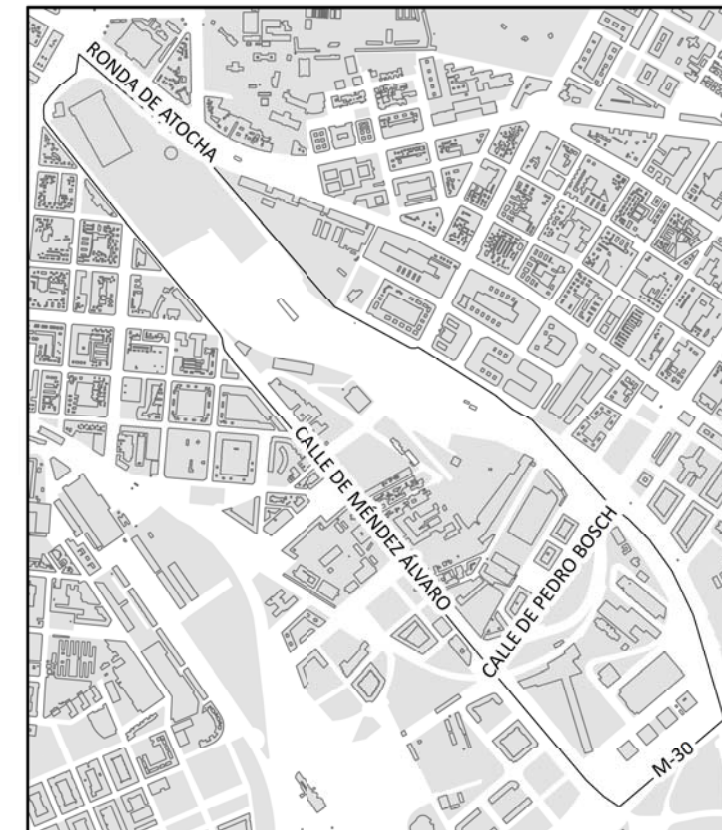 RONDA DE ATOCHA
CALLE DE MÉNDEZ ÁLVARO
CALLE DE PEDRO BOSCH
M-30